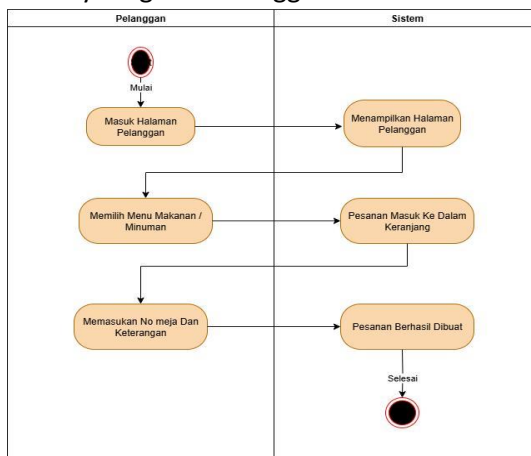 Pelanggan
Sistem
Mulai
Masuk Halaman
Pelanggan
Menampilkan Halaman
Pelanggan
Memilih Menu Makanan /
Minuman
Pesanan Masuk Ke Dalam
Keranjang
Memasukan No meja Dan
Keterangan
Pesanan Berhasil Dibuat
Selesai